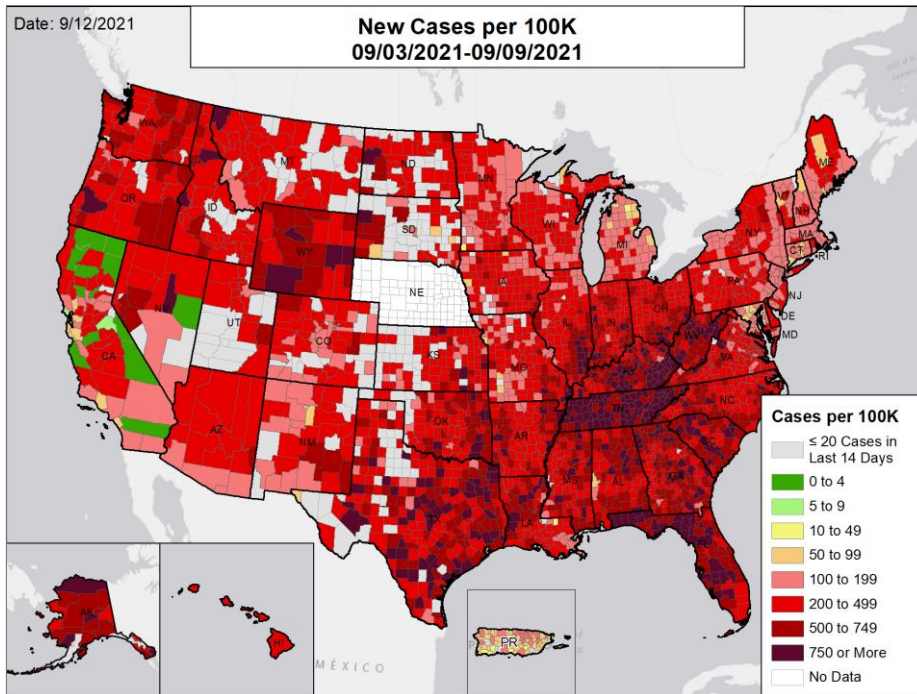 Date: 9/12/2021
New Cases per 100K
09/03/2021-09/09/2021
WA
MT
ND
MN
ME
OR
ID
SD
WI
MI
VT
NH
NY
MA
CT
RI
WY
IA
PA
NJ
NE
NV
UT
IL
IN
OH
DE
MD
CA
CO
KS
MO
WV
VA
KY
NC
AZ
NM
OK
AR
TN
SC
TX
LA
MS
AL
GA
FL
AK
HI
PR
MÉXICO
Cases per 100K
≤ 20 Cases in
Last 14 Days
0 to 4
5 to 9
10 to 49
50 to 99
100 to 199
200 to 499
500 to 749
750 or More
No Data